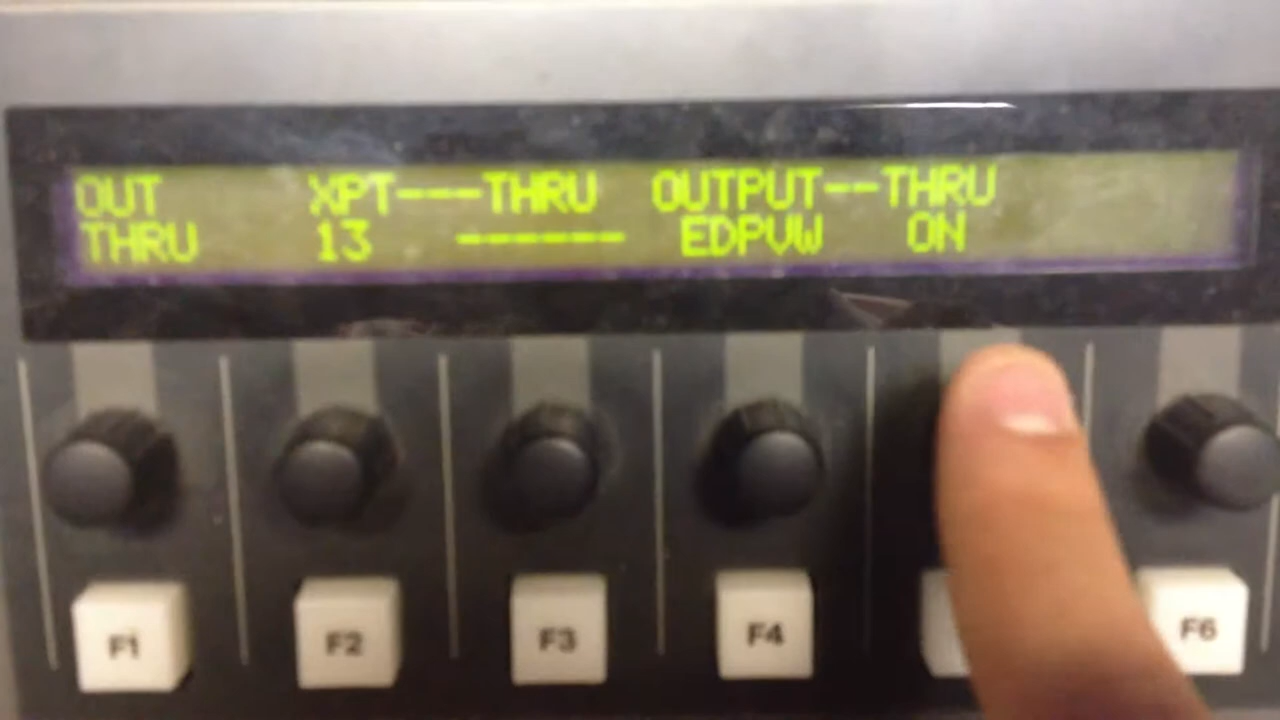 OUT XPT---THRU OUTPUT--THRU
THRU 13 ------ EDPVW ON
F1 F2 F3 F4 F6